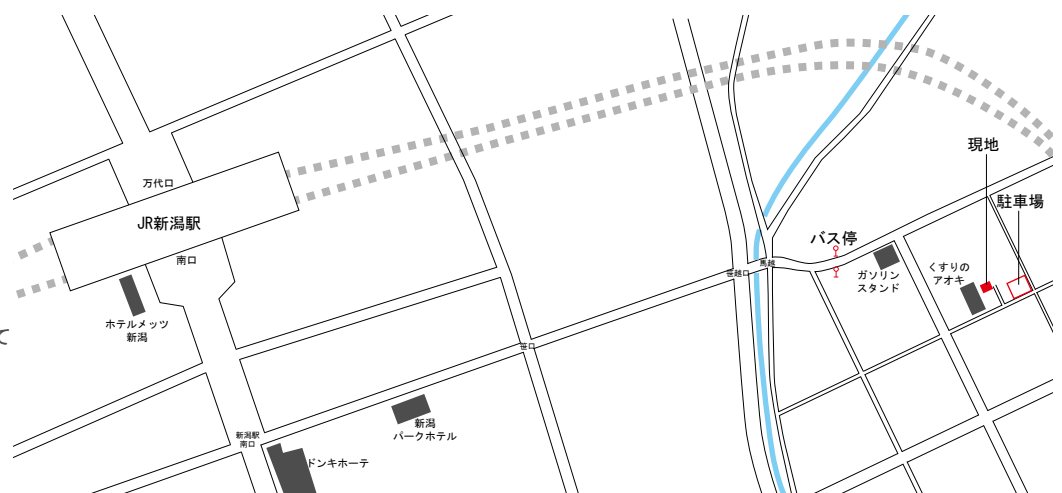 万代口
JR新潟駅
南口
ホテルメッツ
新潟
て
新潟駅
南口
ドンキホーテ
新潟
パークホテル
笹口
笹越口
馬越
バス停
ガソリン
スタンド
くすりの
アオキ
現地
駐車場